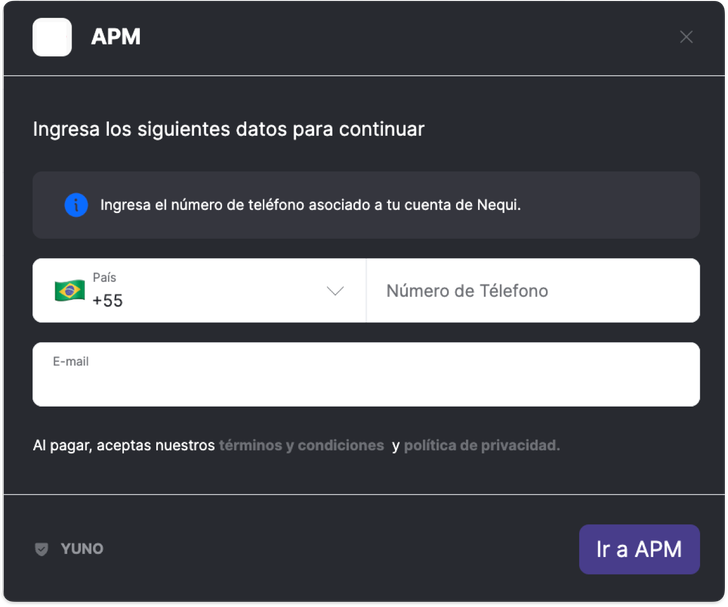 APM
Ingresa los siguientes datos para continuar
Ingresa el número de teléfono asociado a tu cuenta de Nequi.
País
+55
Número de Télefono
E-mail
Al pagar, aceptas nuestros términos y condiciones y política de privacidad.
YUNO
Ir a APM